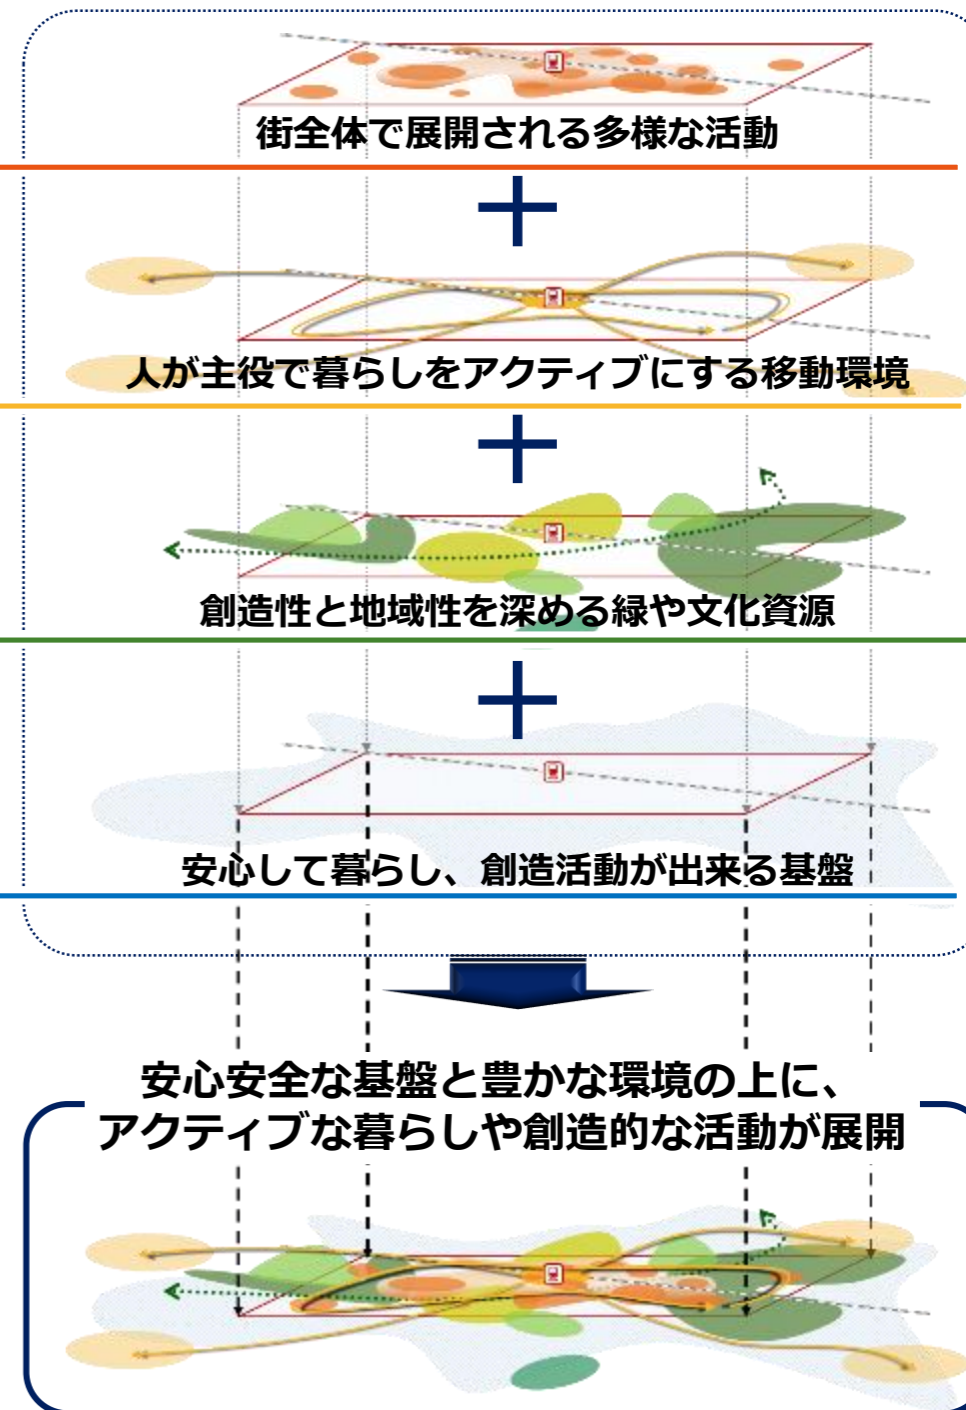 街全体で展開される多様な活動
+
人が主役で暮らしをアクティブにする移動環境
+
創造性と地域性を深める緑や文化資源
+
安心して暮らし、創造活動が出来る基盤
安心安全な基盤と豊かな環境の上に、
アクティブな暮らしや創造的な活動が展開